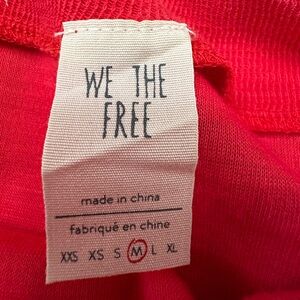 WE THE
FREE
made in china
fabriqué en chine
XXS XS S M L XL